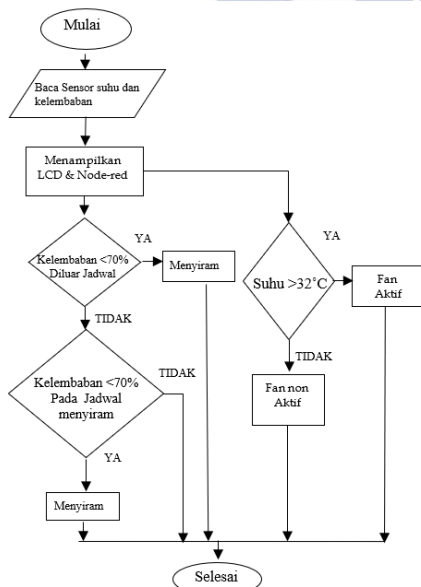 Mulai
Baca Sensor suhu dan
kelembaban
Menampilkan
LCD & Node-red
Kelembaban <70%
Diluar Jadwal
YA
Menyiram
TIDAK
Kelembaban <70%
Pada Jadwal
menyiram
TIDAK
YA
Menyiram
Suhu >32˚C
YA
Fan
Aktif
TIDAK
Fan non
Aktif
Selesai